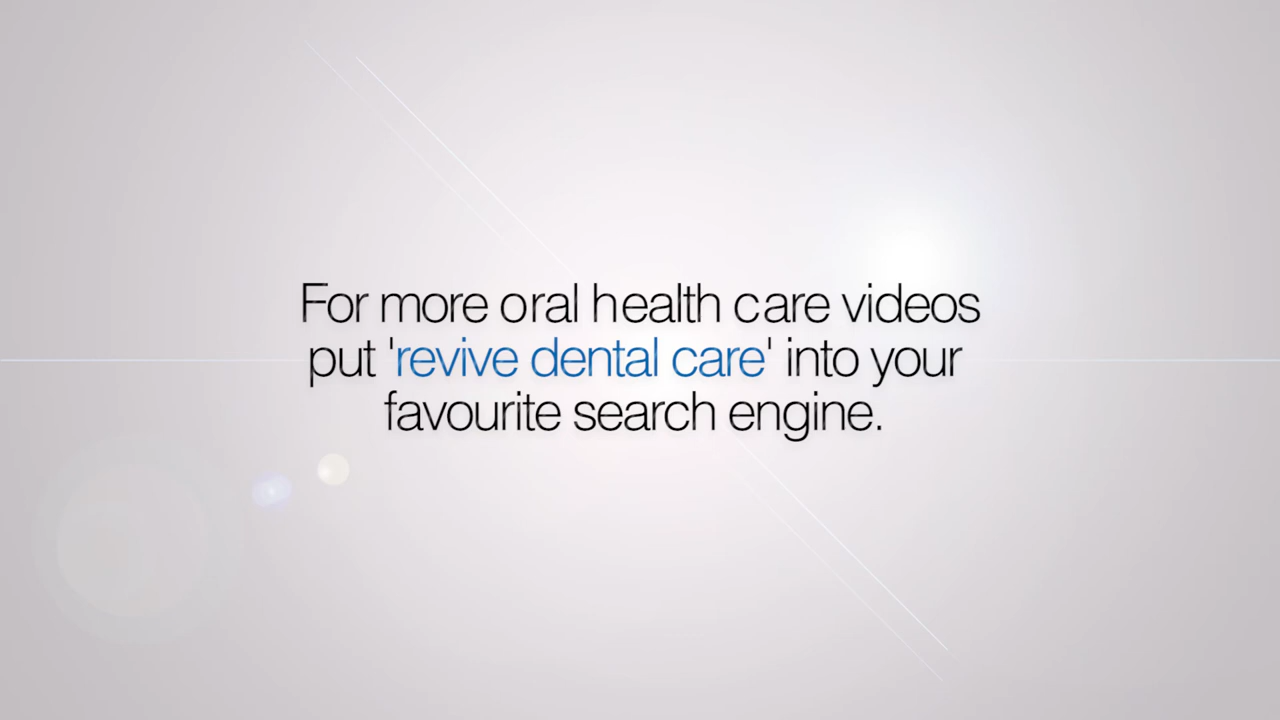 For more oral health care videos
put 'revive dental care' into your
favourite search engine.